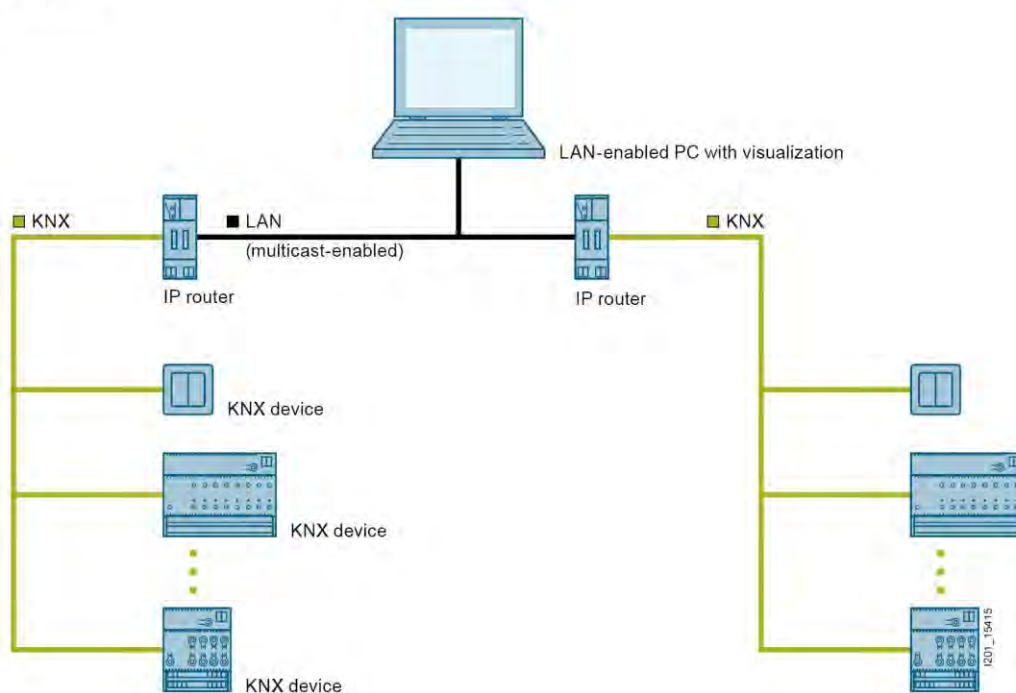 LAN-enabled PC with visualization
KNX
LAN
(multicast-enabled)
KNX
IP router
IP router
KNX device
KNX device
KNX device
I201_15415